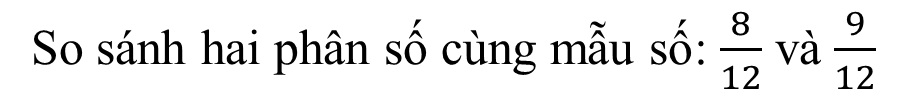 So sánh hai phân số cùng mẫu số: 8/12 và 9/12